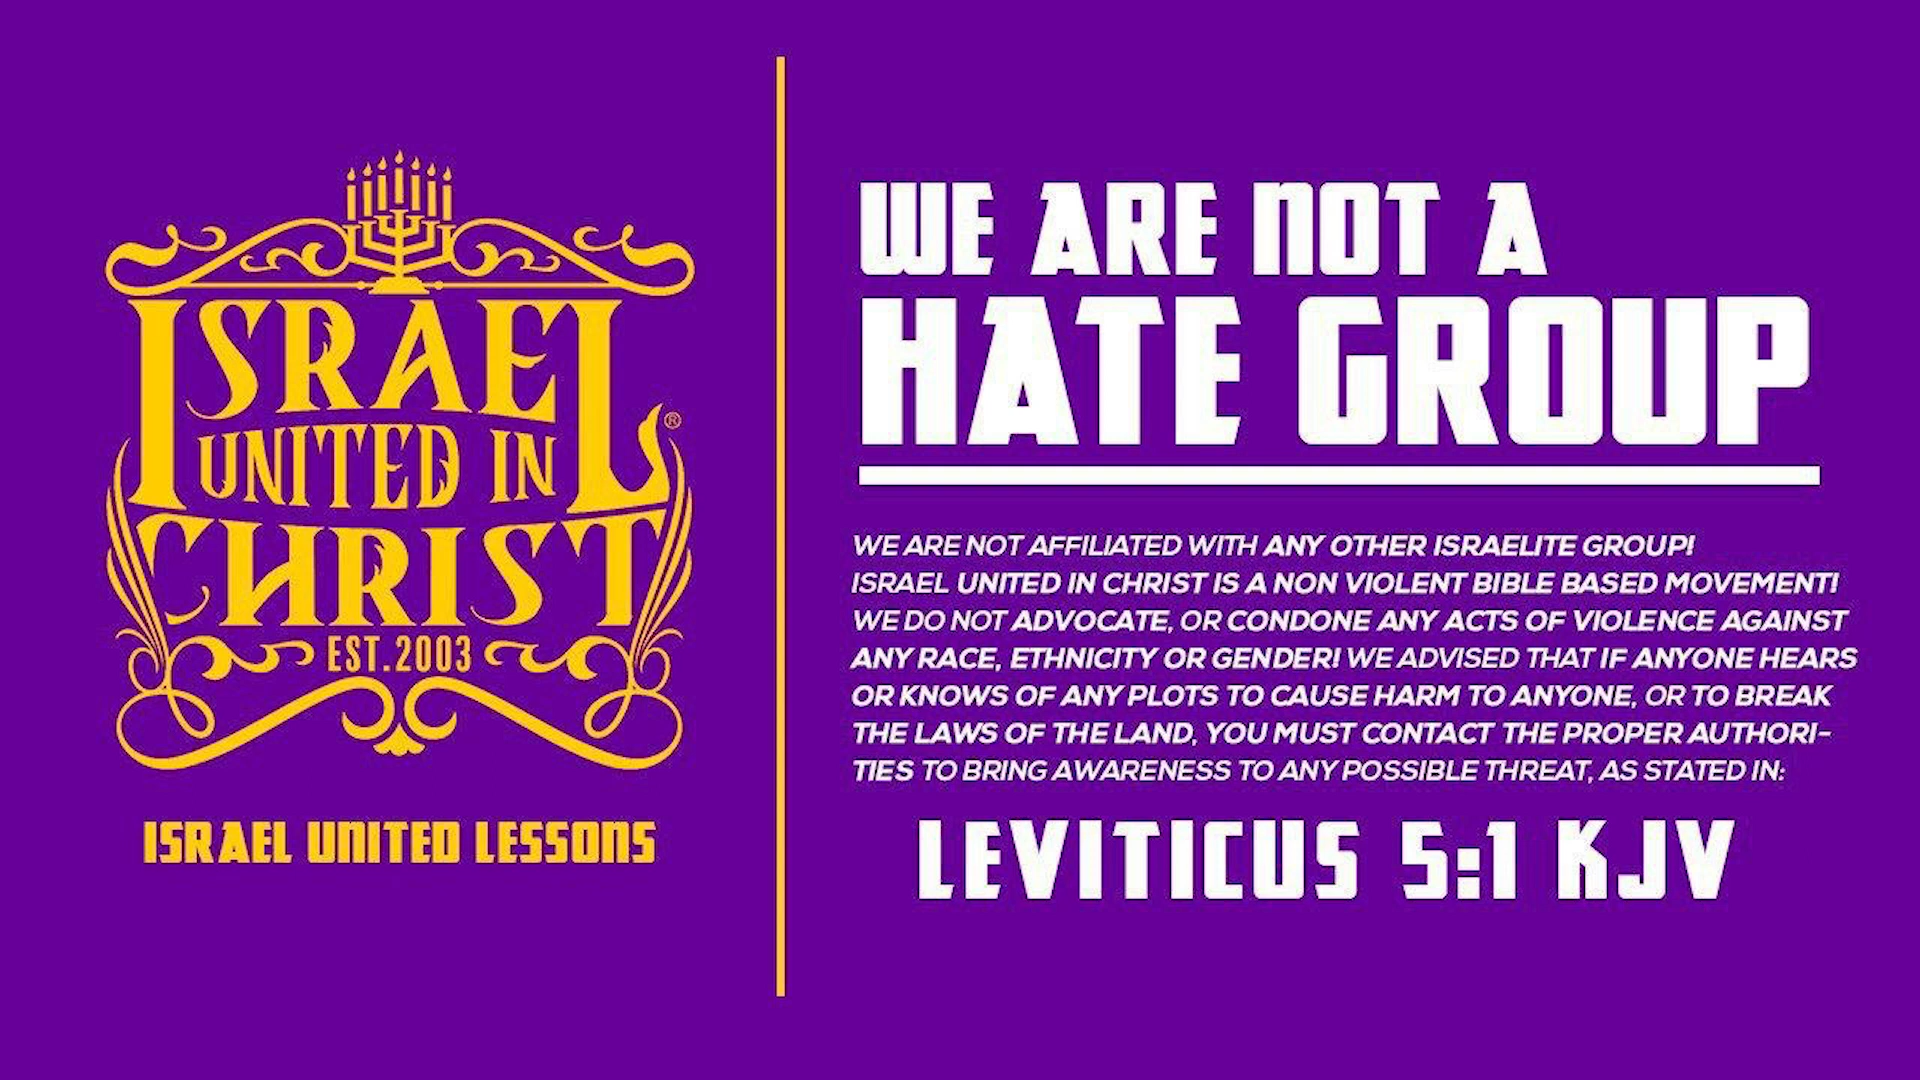 ISRAEL
UNITED IN
CHRIST
®
EST.2003
ISRAEL UNITED LESSONS
WE ARE NOT A
HATE GROUP
WE ARE NOT AFFILIATED WITH ANY OTHER ISRAELITE GROUP!
ISRAEL UNITED IN CHRIST IS A NON VIOLENT BIBLE BASED MOVEMENT!
WE DO NOT ADVOCATE, OR CONDONE ANY ACTS OF VIOLENCE AGAINST
ANY RACE, ETHNICITY OR GENDER! WE ADVISED THAT IF ANYONE HEARS
OR KNOWS OF ANY PLOTS TO CAUSE HARM TO ANYONE, OR TO BREAK
THE LAWS OF THE LAND, YOU MUST CONTACT THE PROPER AUTHORI-
TIES TO BRING AWARENESS TO ANY POSSIBLE THREAT, AS STATED IN:
LEVITICUS 5:1 KJV